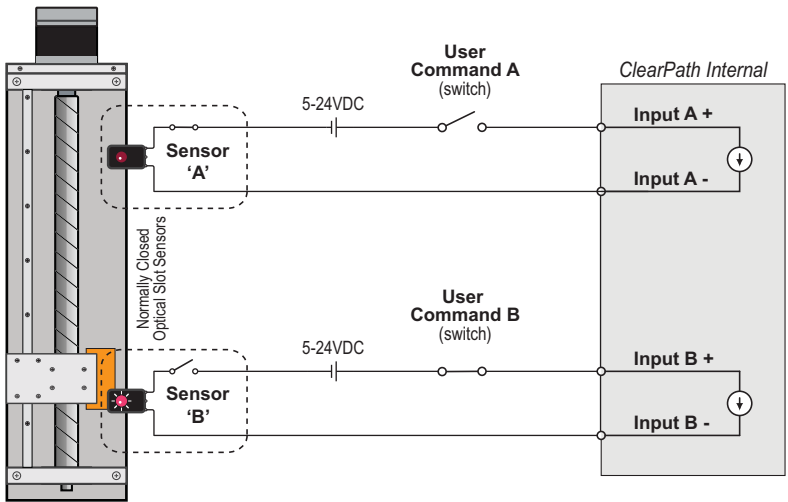 User
Command A
(switch)
ClearPath Internal
5-24VDC
Input A +
Sensor
‘A’
Input A -
Normally Closed
Optical Slot Sensors
User
Command B
(switch)
5-24VDC
Input B +
Sensor
‘B’
Input B -